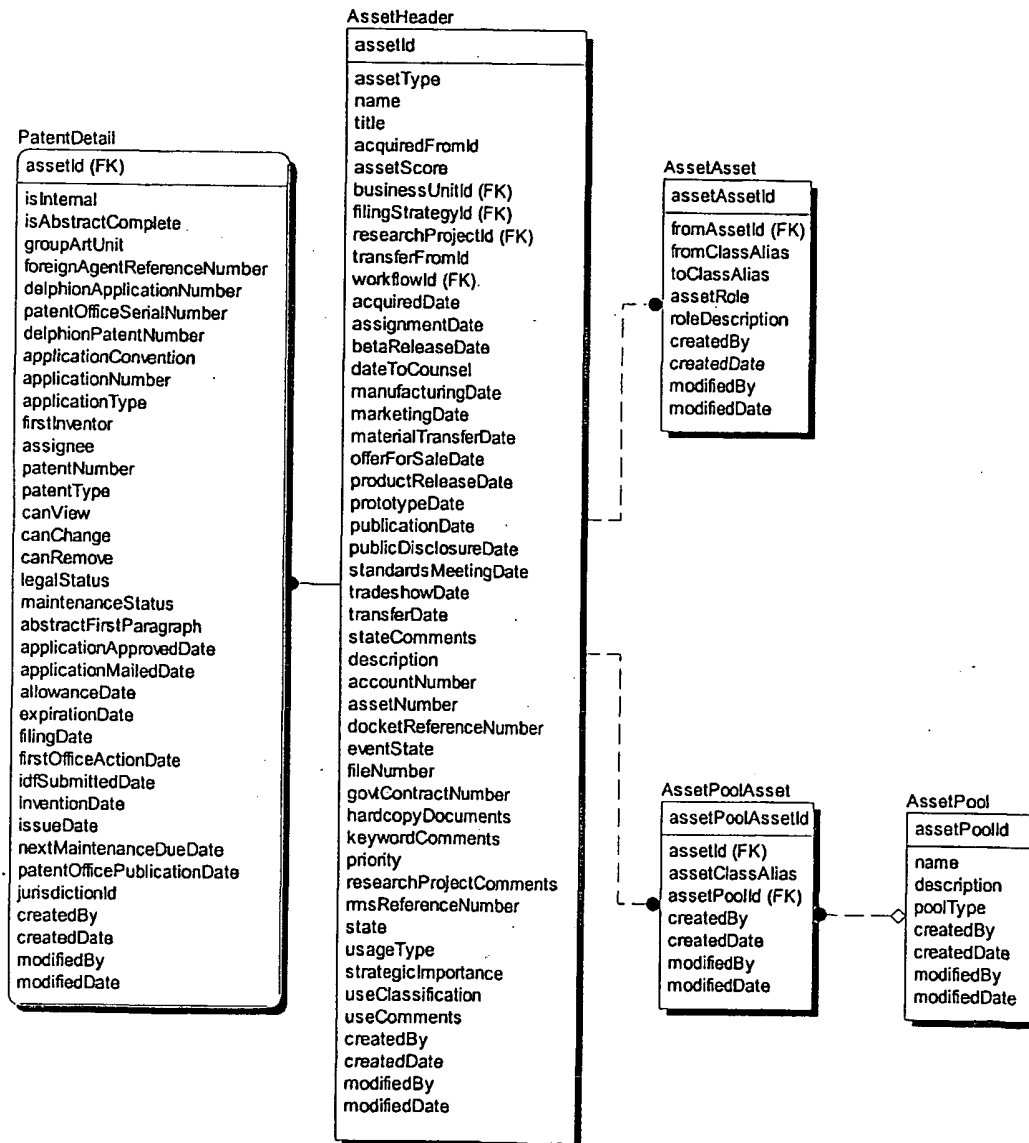 AssetHeader
assetId
assetType
name
title
acquiredFromId
assetScore
businessUnitId (FK)
filingStrategyId (FK)
researchProjectId (FK)
transferFromId
workflowId (FK)
acquiredDate
assignmentDate
betaReleaseDate
dateToCounsel
manufacturingDate
marketingDate
materialTransferDate
offerForSaleDate
productReleaseDate
prototypeDate
publicationDate
publicDisclosureDate
standardsMeetingDate
tradeshowDate
transferDate
stateComments
description
accountNumber
assetNumber
docketReferenceNumber
eventState
fileNumber
govtContractNumber
hardcopyDocuments
keywordComments
priority
researchProjectComments
rmsReferenceNumber
state
usageType
strategicImportance
useClassification
useComments
createdBy
createdDate
modifiedBy
modifiedDate
PatentDetail
assetId (FK)
isInternal
isAbstractComplete
groupArtUnit
foreignAgentReferenceNumber
delphionApplicationNumber
patentOfficeSerialNumber
delphionPatentNumber
applicationConvention
applicationNumber
applicationType
firstInventor
assignee
patentNumber
patentType
canView
canChange
canRemove
legalStatus
maintenanceStatus
abstractFirstParagraph
applicationApprovedDate
applicationMailedDate
allowanceDate
expirationDate
filingDate
firstOfficeActionDate
idfSubmittedDate
inventionDate
issueDate
nextMaintenanceDueDate
patentOfficePublicationDate
jurisdictionId
createdBy
createdDate
modifiedBy
modifiedDate
AssetAsset
assetAssetId
fromAssetId (FK)
fromClassAlias
toClassAlias
assetRole
roleDescription
createdBy
createdDate
modifiedBy
modifiedDate
AssetPoolAsset
assetPoolAssetId
assetId (FK)
assetClassAlias
assetPoolId (FK)
createdBy
createdDate
modifiedBy
modifiedDate
AssetPool
assetPoolId
name
description
poolType
createdBy
createdDate
modifiedBy
modifiedDate